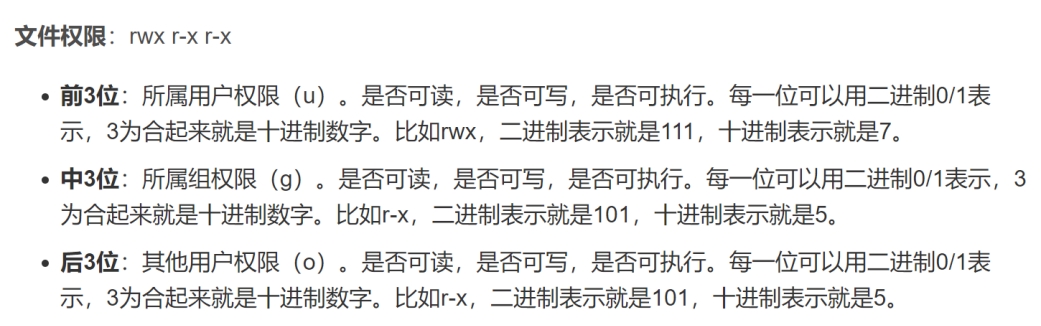 文件权限：rwx r-x r-x
• 前3位：所属用户权限（u）。是否可读，是否可写，是否可执行。每一位可以用二进制0/1表
示，3为合起来就是十进制数字。比如rwx，二进制表示就是111，十进制表示就是7。
• 中3位：所属组权限（g）。是否可读，是否可写，是否可执行。每一位可以用二进制0/1表示，3
为合起来就是十进制数字。比如r-x，二进制表示就是101，十进制表示就是5。
• 后3位：其他用户权限（o）。是否可读，是否可写，是否可执行。每一位可以用二进制0/1表
示，3为合起来就是十进制数字。比如r-x，二进制表示就是101，十进制表示就是5。